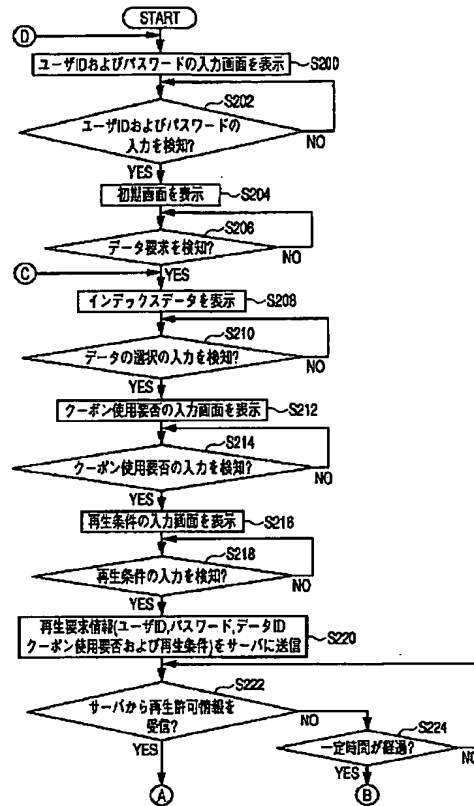 START
D
ユーザIDおよびパスワードの入力画面を表示
S200
S202
ユーザIDおよびパスワードの
入力を検知?
NO
YES
初期画面を表示
S204
S206
データ要求を検知?
NO
C
YES
インデックスデータを表示
S208
S210
データの選択の入力を検知?
NO
YES
クーポン使用要否の入力画面を表示
S212
S214
クーポン使用要否の入力を検知?
NO
YES
再生条件の入力画面を表示
S216
S218
再生条件の入力を検知?
NO
YES
再生要求情報(ユーザID,パスワード,データID
クーポン使用要否および再生条件)をサーバに送信
S220
S222
サーバから再生許可情報を
受信?
NO
S224
一定時間が経過?
NO
YES
YES
A
B